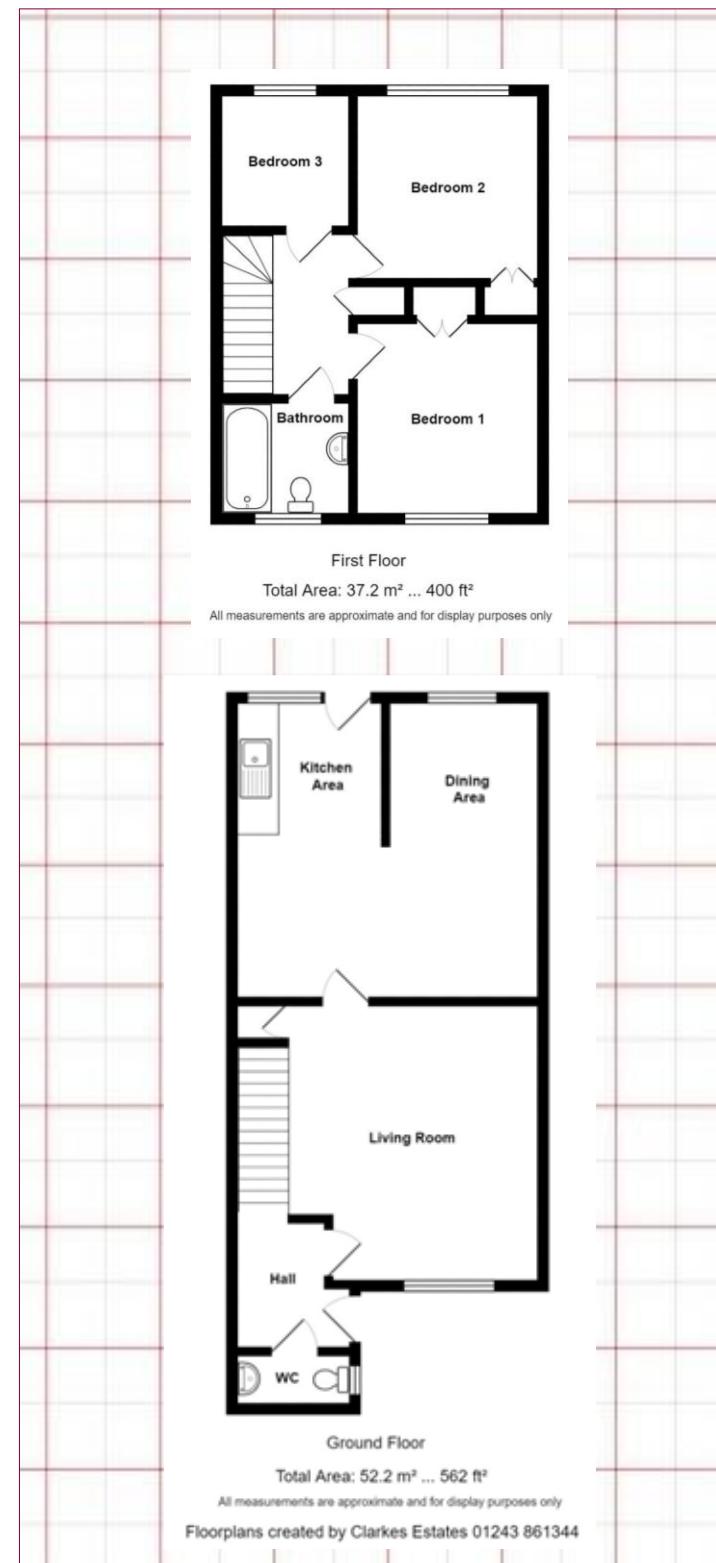 Bedroom 3
Bedroom 2
Bathroom
Bedroom 1
First Floor
Total Area: 37.2 m² ... 400 ft²
All measurements are approximate and for display purposes only
Kitchen
Area
Dining
Area
Living Room
Hall
WC
Ground Floor
Total Area: 52.2 m² ... 562 ft²
All measurements are approximate and for display purposes only
Floorplans created by Clarkes Estates 01243 861344